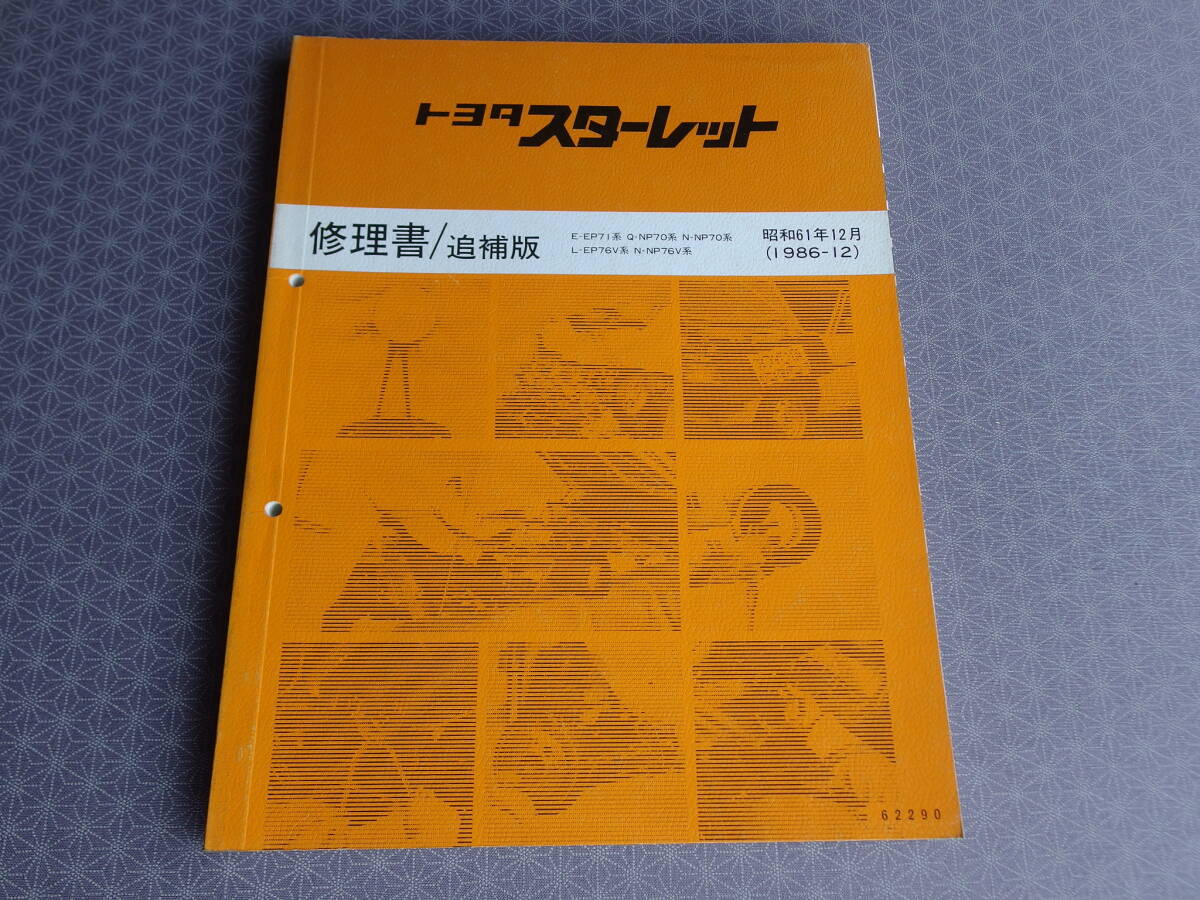 トヨタスターレット
修理書/追補版
E-EP71系 Q-NP70系 N-NP70系
L-EP76V系 N-NP76V系
昭和61年12月
(1986-12)
62290